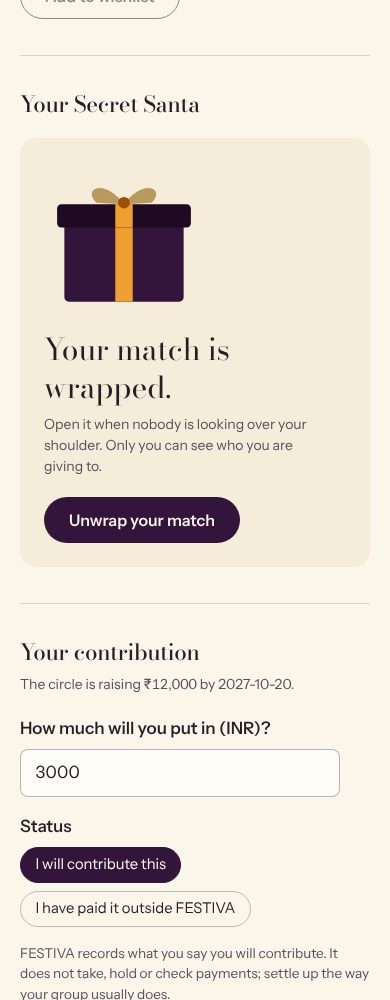 Add to wishlist
Your Secret Santa
Your match is
wrapped.
Open it when nobody is looking over your
shoulder. Only you can see who you are
giving to.
Unwrap your match
Your contribution
The circle is raising ₹12,000 by 2027-10-20.
How much will you put in (INR)?
3000
Status
I will contribute this
I have paid it outside FESTIVA
FESTIVA records what you say you will contribute. It
does not take, hold or check payments; settle up the way
your group usually does.